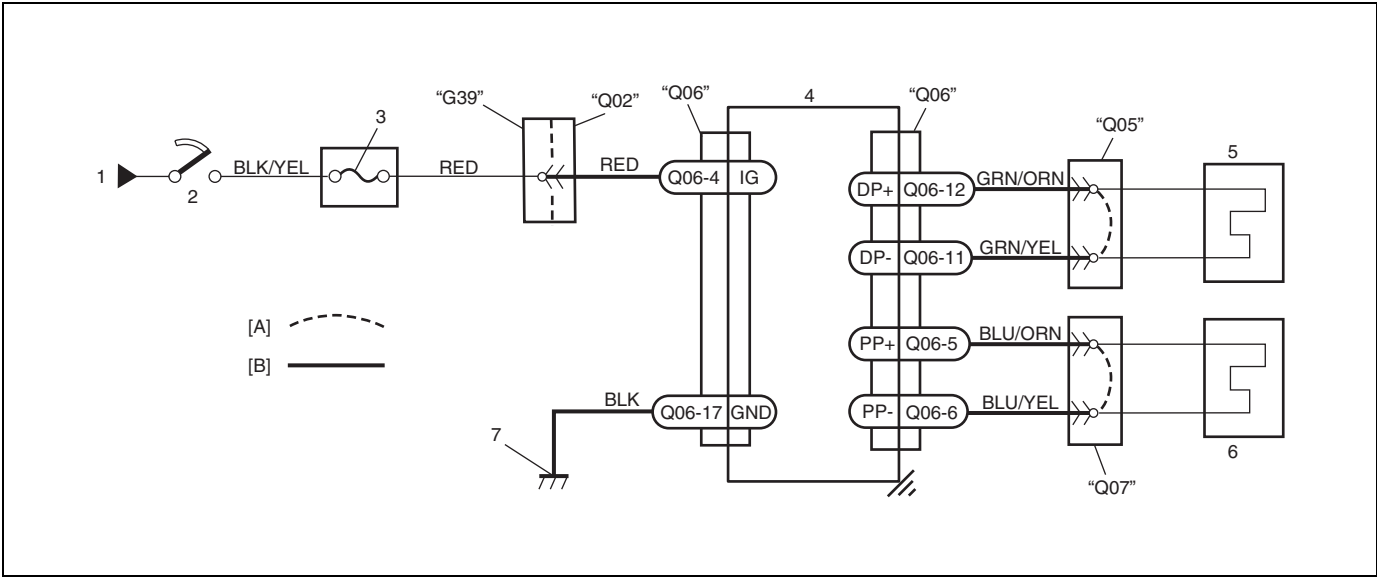 “G39”
“Q02”
“Q06”
4
“Q06”
“Q05”
3
5
1
2
BLK/YEL
RED
RED
Q06-4
IG
DP+
Q06-12
GRN/ORN
DP-
Q06-11
GRN/YEL
[A]
[B]
PP+
Q06-5
BLU/ORN
BLK
Q06-17
GND
PP-
Q06-6
BLU/YEL
7
6
“Q07”